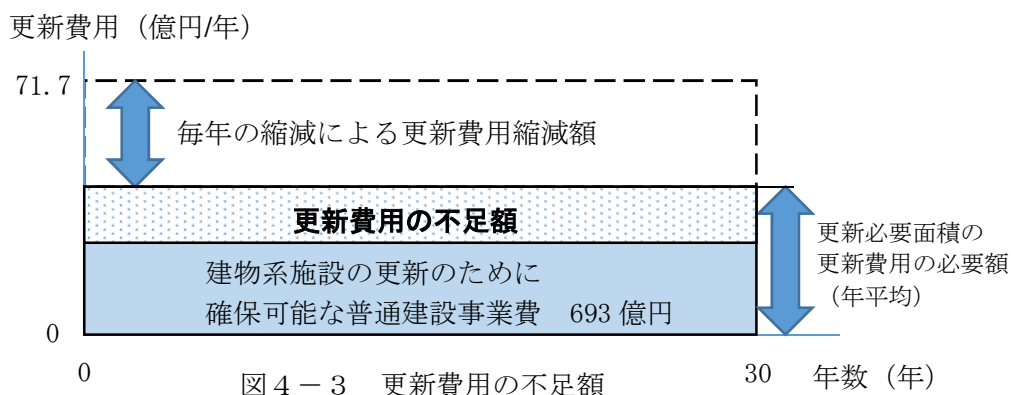 更新費用（億円/年）
71.7
毎年の縮減による更新費用縮減額
更新費用の不足額
更新必要面積の
更新費用の必要額
（年平均）
建物系施設の更新のために
確保可能な普通建設事業費　693 億円
0
0
30
年数（年）
図４－３　更新費用の不足額